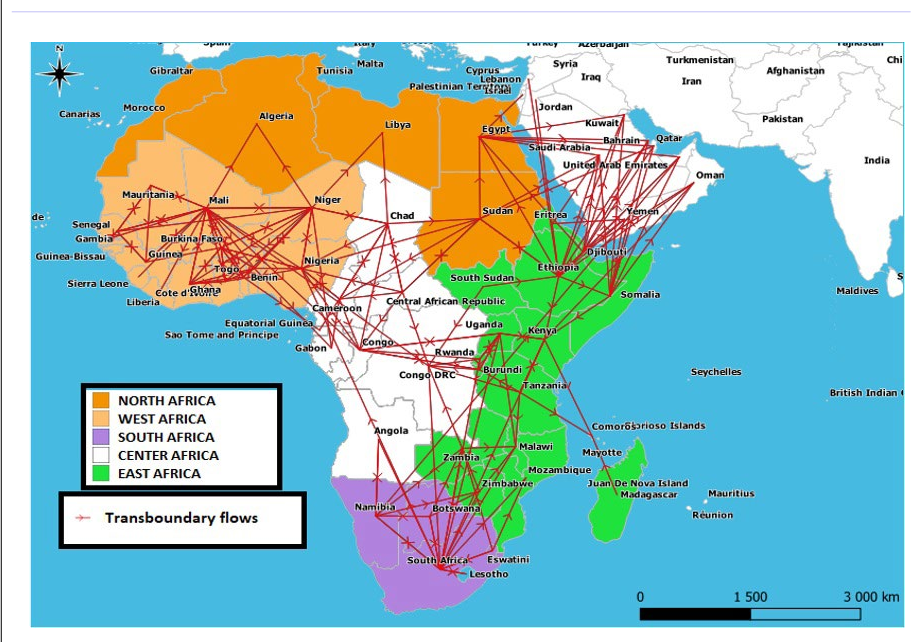 Spain
Italy
Turkey
Azerbaijan
N
Gibraltar
Tunisia
Malta
Cyprus
Lebanon
Syria
Turkmenistan
Afghanistan
Chi
Palestinian Territory
Israel
Iraq
Iran
Canarias
Morocco
Algeria
Libya
Egypt
Jordan
Kuwait
Pakistan
Bahrain
Qatar
Saudi Arabia
United Arab Emirates
India
Oman
Mauritania
Mali
Niger
Chad
Sudan
Eritrea
Yemen
de
Senegal
Gambia
Burkina Faso
Guinea-Bissau
Guinea
Nigeria
Djibouti
Togo
Benin
South Sudan
Ethiopia
Sierra Leone
Cote d'Ivoire
Ghana
Liberia
Cameroon
Central African Republic
Somalia
Maldives
S
Equatorial Guinea
Sao Tome and Principe
Uganda
Kenya
Gabon
Congo
Rwanda
Congo DRC
Burundi
Seychelles
Tanzania
British Indian
NORTH AFRICA
WEST AFRICA
SOUTH AFRICA
CENTER AFRICA
EAST AFRICA
Angola
Comoros
Glorioso Islands
Zambia
Malawi
Mayotte
Mozambique
Zimbabwe
Juan De Nova Island
Madagascar
Mauritius
Réunion
Namibia
Botswana
Transboundary flows
South Africa
Eswatini
Lesotho
0 1 500 3 000 km